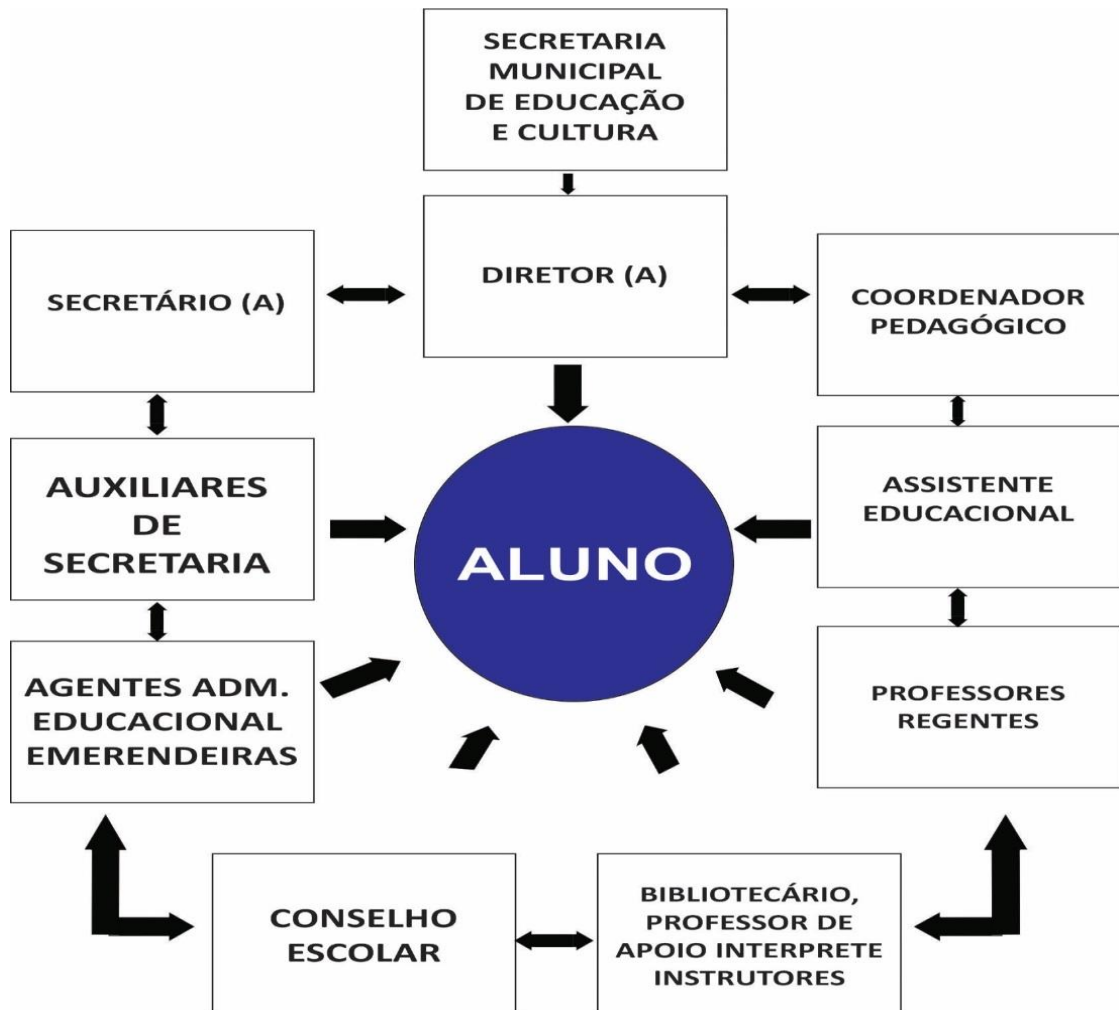 SECRETARIA
MUNICIPAL
DE EDUCAÇÃO
E CULTURA
SECRETÁRIO (A)
DIRETOR (A)
COORDENADOR
PEDAGÓGICO
AUXILIARES
DE
SECRETARIA
ALUNO
ASSISTENTE
EDUCACIONAL
AGENTES ADM.
EDUCACIONAL
EMERENDEIRAS
PROFESSORES
REGENTES
CONSELHO
ESCOLAR
BIBLIOTECÁRIO,
PROFESSOR DE
APOIO INTERPRETE
INSTRUTORES